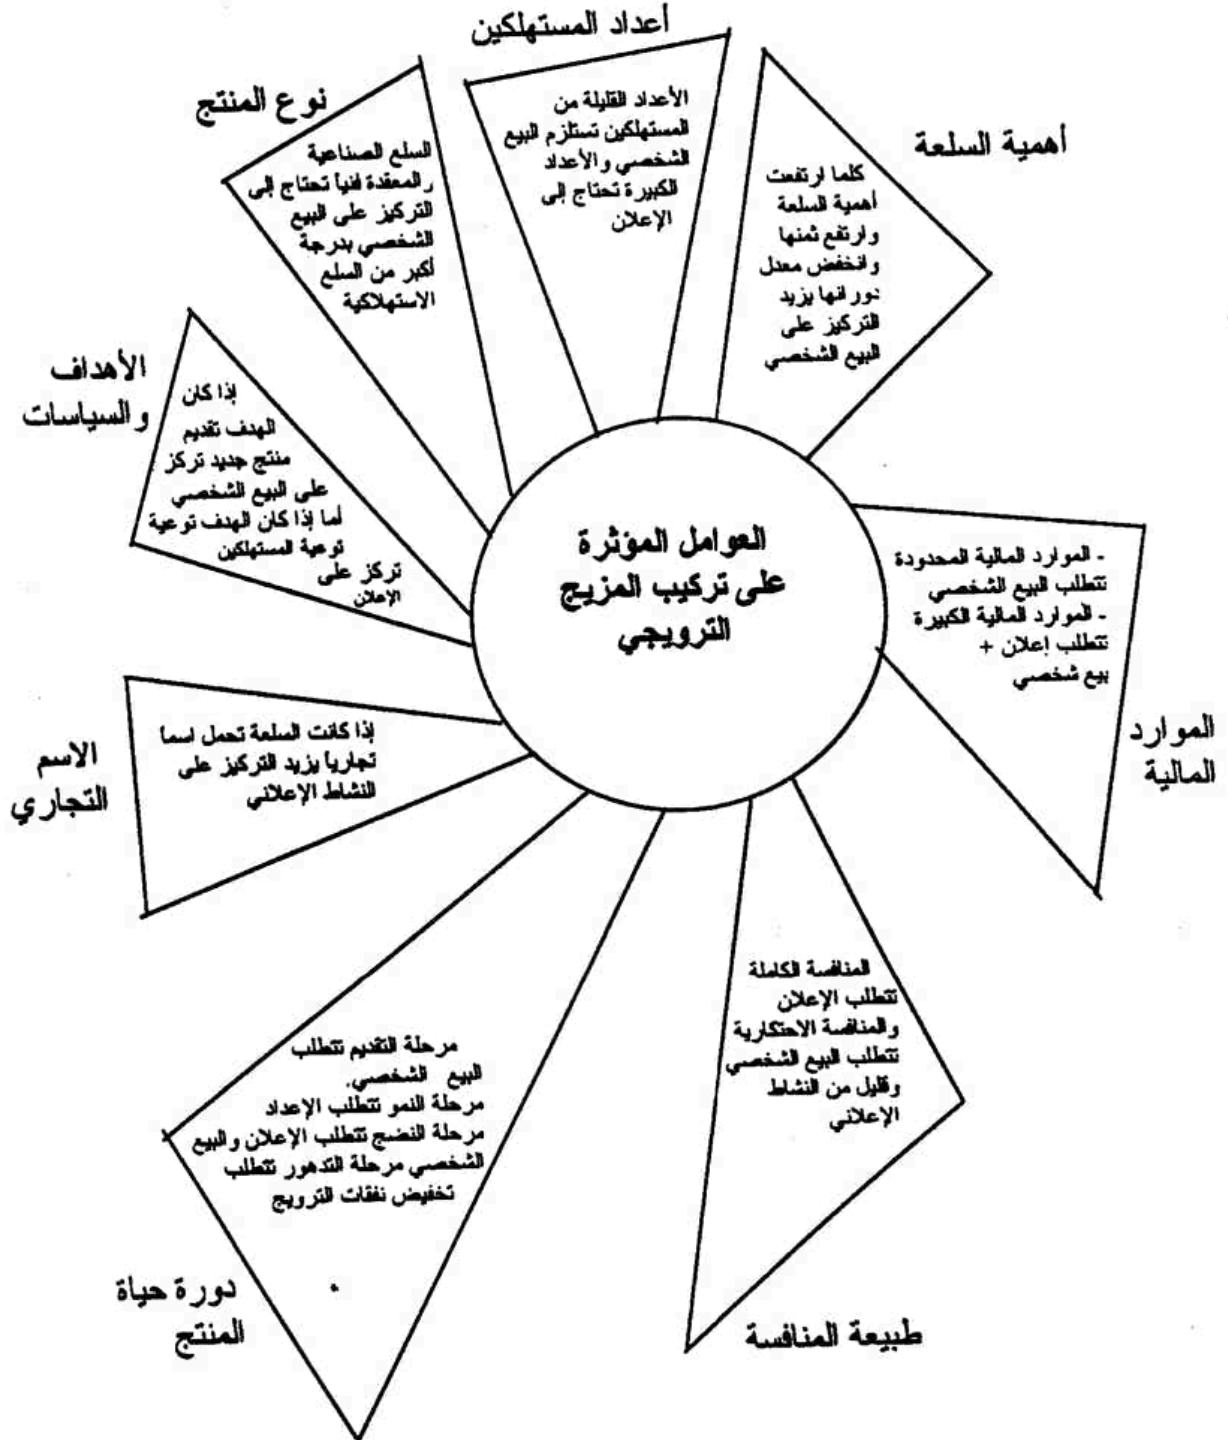 أعداد المستهلكين
الأعداد القليلة من
المستهلكين تستلزم البيع
الشخصي والأعداد
الكبيرة تحتاج إلى
الإعلان
أهمية السلعة
كلما ارتفعت
أهمية السلعة
وارتفع ثمنها
وانخفض معدل
دورانها يزيد
التركيز على
البيع الشخصي
نوع المنتج
السلع الصناعية
والمعقدة فنياً تحتاج إلى
التركيز على البيع
الشخصي بدرجة
أكبر من السلع
الاستهلاكية
الأهداف
والسياسات
إذا كان
الهدف تقديم
منتج جديد تركز
على البيع الشخصي
أما إذا كان الهدف توعية
توعية المستهلكين
تركز على
الإعلان
العوامل المؤثرة
على تركيب المزيج
الترويجي
- الموارد المالية المحدودة
تتطلب البيع الشخصي
- الموارد المالية الكبيرة
تتطلب إعلان +
بيع شخصي
الموارد
المالية
الاسم
التجاري
إذا كانت السلعة تحمل اسماً
تجارياً يزيد التركيز على
النشاط الإعلاني
المنافسة الكاملة
تتطلب الإعلان
والمنافسة الاحتكارية
تتطلب البيع الشخصي
وقليل من النشاط
الإعلاني
طبيعة المنافسة
مرحلة التقديم تتطلب
البيع الشخصي.
مرحلة النمو تتطلب الإعداد
مرحلة النضج تتطلب الإعلان والبيع
الشخصي مرحلة التدهور تتطلب
تخفيض نفقات الترويج
دورة حياة
المنتج